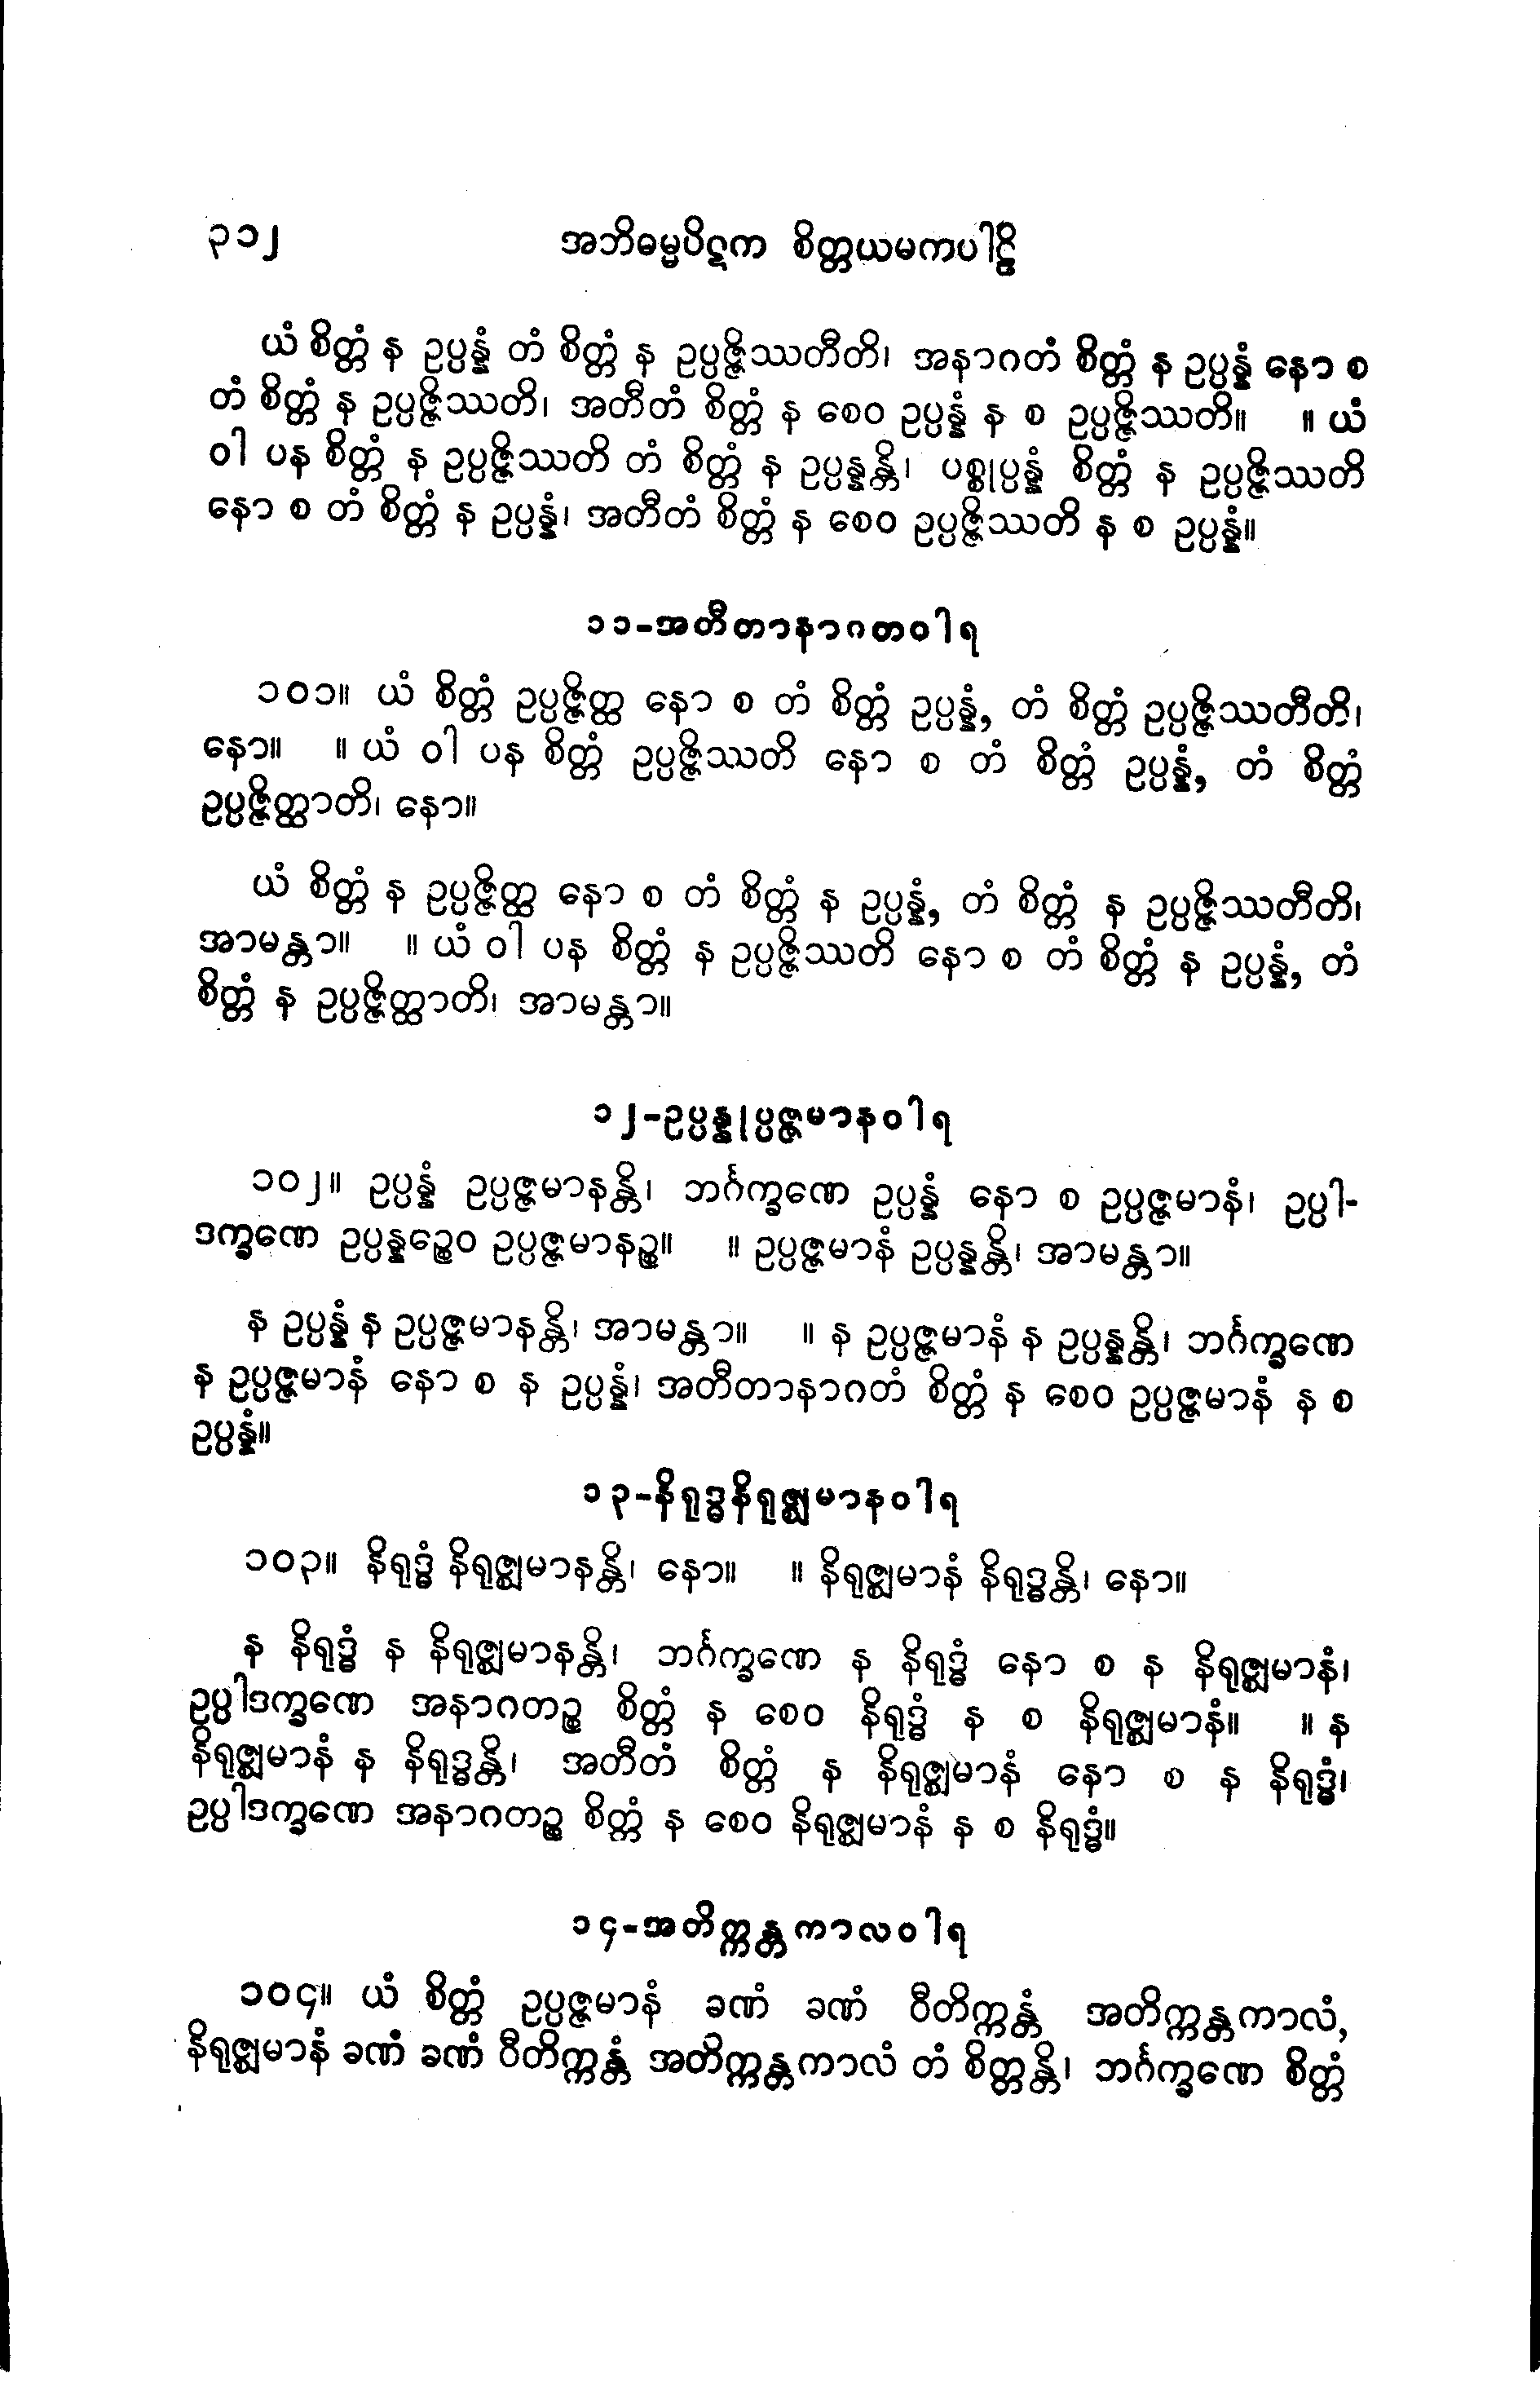 ၃၁၂ အဘိဓမ္မပိဋက စိတ္တယမကပါဠိ
ယံ စိတ္တံ န ဥပ္ပန္နံ တံ စိတ္တံ န ဥပ္ပဇ္ဇိဿတီတိ၊ အနာဂတံ စိတ္တံ န ဥပ္ပန္နံ နော စ
တံ စိတ္တံ န ဥပ္ပဇ္ဇိဿတိ၊ အတီတံ စိတ္တံ န စေဝ ဥပ္ပန္နံ န စ ဥပ္ပဇ္ဇိဿတိ။ ။ ယံ
ဝါ ပန စိတ္တံ န ဥပ္ပဇ္ဇိဿတိ တံ စိတ္တံ န ဥပ္ပန္နန္တိ၊ ပစ္စုပ္ပန္နံ စိတ္တံ န ဥပ္ပဇ္ဇိဿတိ
နော စ တံ စိတ္တံ န ဥပ္ပန္နံ၊ အတီတံ စိတ္တံ န စေဝ ဥပ္ပဇ္ဇိဿတိ န စ ဥပ္ပန္နံ။
၁၁-အတီတာနာဂတဝါရ
၁၀၁။ ယံ စိတ္တံ ဥပ္ပဇ္ဇိတ္ထ နော စ တံ စိတ္တံ ဥပ္ပန္နံ, တံ စိတ္တံ ဥပ္ပဇ္ဇိဿတီတိ၊
နော။ ။ ယံ ဝါ ပန စိတ္တံ ဥပ္ပဇ္ဇိဿတိ နော စ တံ စိတ္တံ ဥပ္ပန္နံ, တံ စိတ္တံ
ဥပ္ပဇ္ဇိတ္ထာတိ၊ နော။
ယံ စိတ္တံ န ဥပ္ပဇ္ဇိတ္ထ နော စ တံ စိတ္တံ န ဥပ္ပန္နံ, တံ စိတ္တံ န ဥပ္ပဇ္ဇိဿတီတိ၊
အာမန္တာ။ ။ ယံ ဝါ ပန စိတ္တံ န ဥပ္ပဇ္ဇိဿတိ နော စ တံ စိတ္တံ န ဥပ္ပန္နံ, တံ
စိတ္တံ န ဥပ္ပဇ္ဇိတ္ထာတိ၊ အာမန္တာ။
၁၂-ဥပ္ပန္နုပ္ပဇ္ဇမာနဝါရ
၁၀၂။ ဥပ္ပန္နံ ဥပ္ပဇ္ဇမာနန္တိ၊ ဘင်္ဂက္ခဏေ ဥပ္ပန္နံ နော စ ဥပ္ပဇ္ဇမာနံ၊ ဥပ္ပါ-
ဒက္ခဏေ ဥပ္ပန္နဉ္စေဝ ဥပ္ပဇ္ဇမာနဉ္စ။ ။ ဥပ္ပဇ္ဇမာနံ ဥပ္ပန္နန္တိ၊ အာမန္တာ။
န ဥပ္ပန္နံ န ဥပ္ပဇ္ဇမာနန္တိ၊ အာမန္တာ။ ။ န ဥပ္ပဇ္ဇမာနံ န ဥပ္ပန္နန္တိ၊ ဘင်္ဂက္ခဏေ
န ဥပ္ပဇ္ဇမာနံ နော စ န ဥပ္ပန္နံ၊ အတီတာနာဂတံ စိတ္တံ န စေဝ ဥပ္ပဇ္ဇမာနံ န စ
ဥပ္ပန္နံ။
၁၃-နိရုဒ္ဓနိရုဇ္ဈမာနဝါရ
၁၀၃။ နိရုဒ္ဓံ နိရုဇ္ဈမာနန္တိ၊ နော။ ။ နိရုဇ္ဈမာနံ နိရုဒ္ဓန္တိ၊ နော။
န နိရုဒ္ဓံ န နိရုဇ္ဈမာနန္တိ၊ ဘင်္ဂက္ခဏေ န နိရုဒ္ဓံ နော စ န နိရုဇ္ဈမာနံ၊
ဥပ္ပါဒက္ခဏေ အနာဂတဉ္စ စိတ္တံ န စေဝ နိရုဒ္ဓံ န စ နိရုဇ္ဈမာနံ။ ။ န
နိရုဇ္ဈမာနံ န နိရုဒ္ဓန္တိ၊ အတီတံ စိတ္တံ န နိရုဇ္ဈမာနံ နော စ န နိရုဒ္ဓံ၊
ဥပ္ပါဒက္ခဏေ အနာဂတဉ္စ စိတ္တံ န စေဝ နိရုဇ္ဈမာနံ န စ နိရုဒ္ဓံ။
၁၄-အတိက္ကန္တကာလဝါရ
၁၀၄။ ယံ စိတ္တံ ဥပ္ပဇ္ဇမာနံ ခဏံ ခဏံ ဝီတိက္ကန္တံ အတိက္ကန္တကာလံ,
နိရုဇ္ဈမာနံ ခဏံ ခဏံ ဝီတိက္ကန္တံ အတိက္ကန္တကာလံ တံ စိတ္တန္တိ၊ ဘင်္ဂက္ခဏေ စိတ္တံ